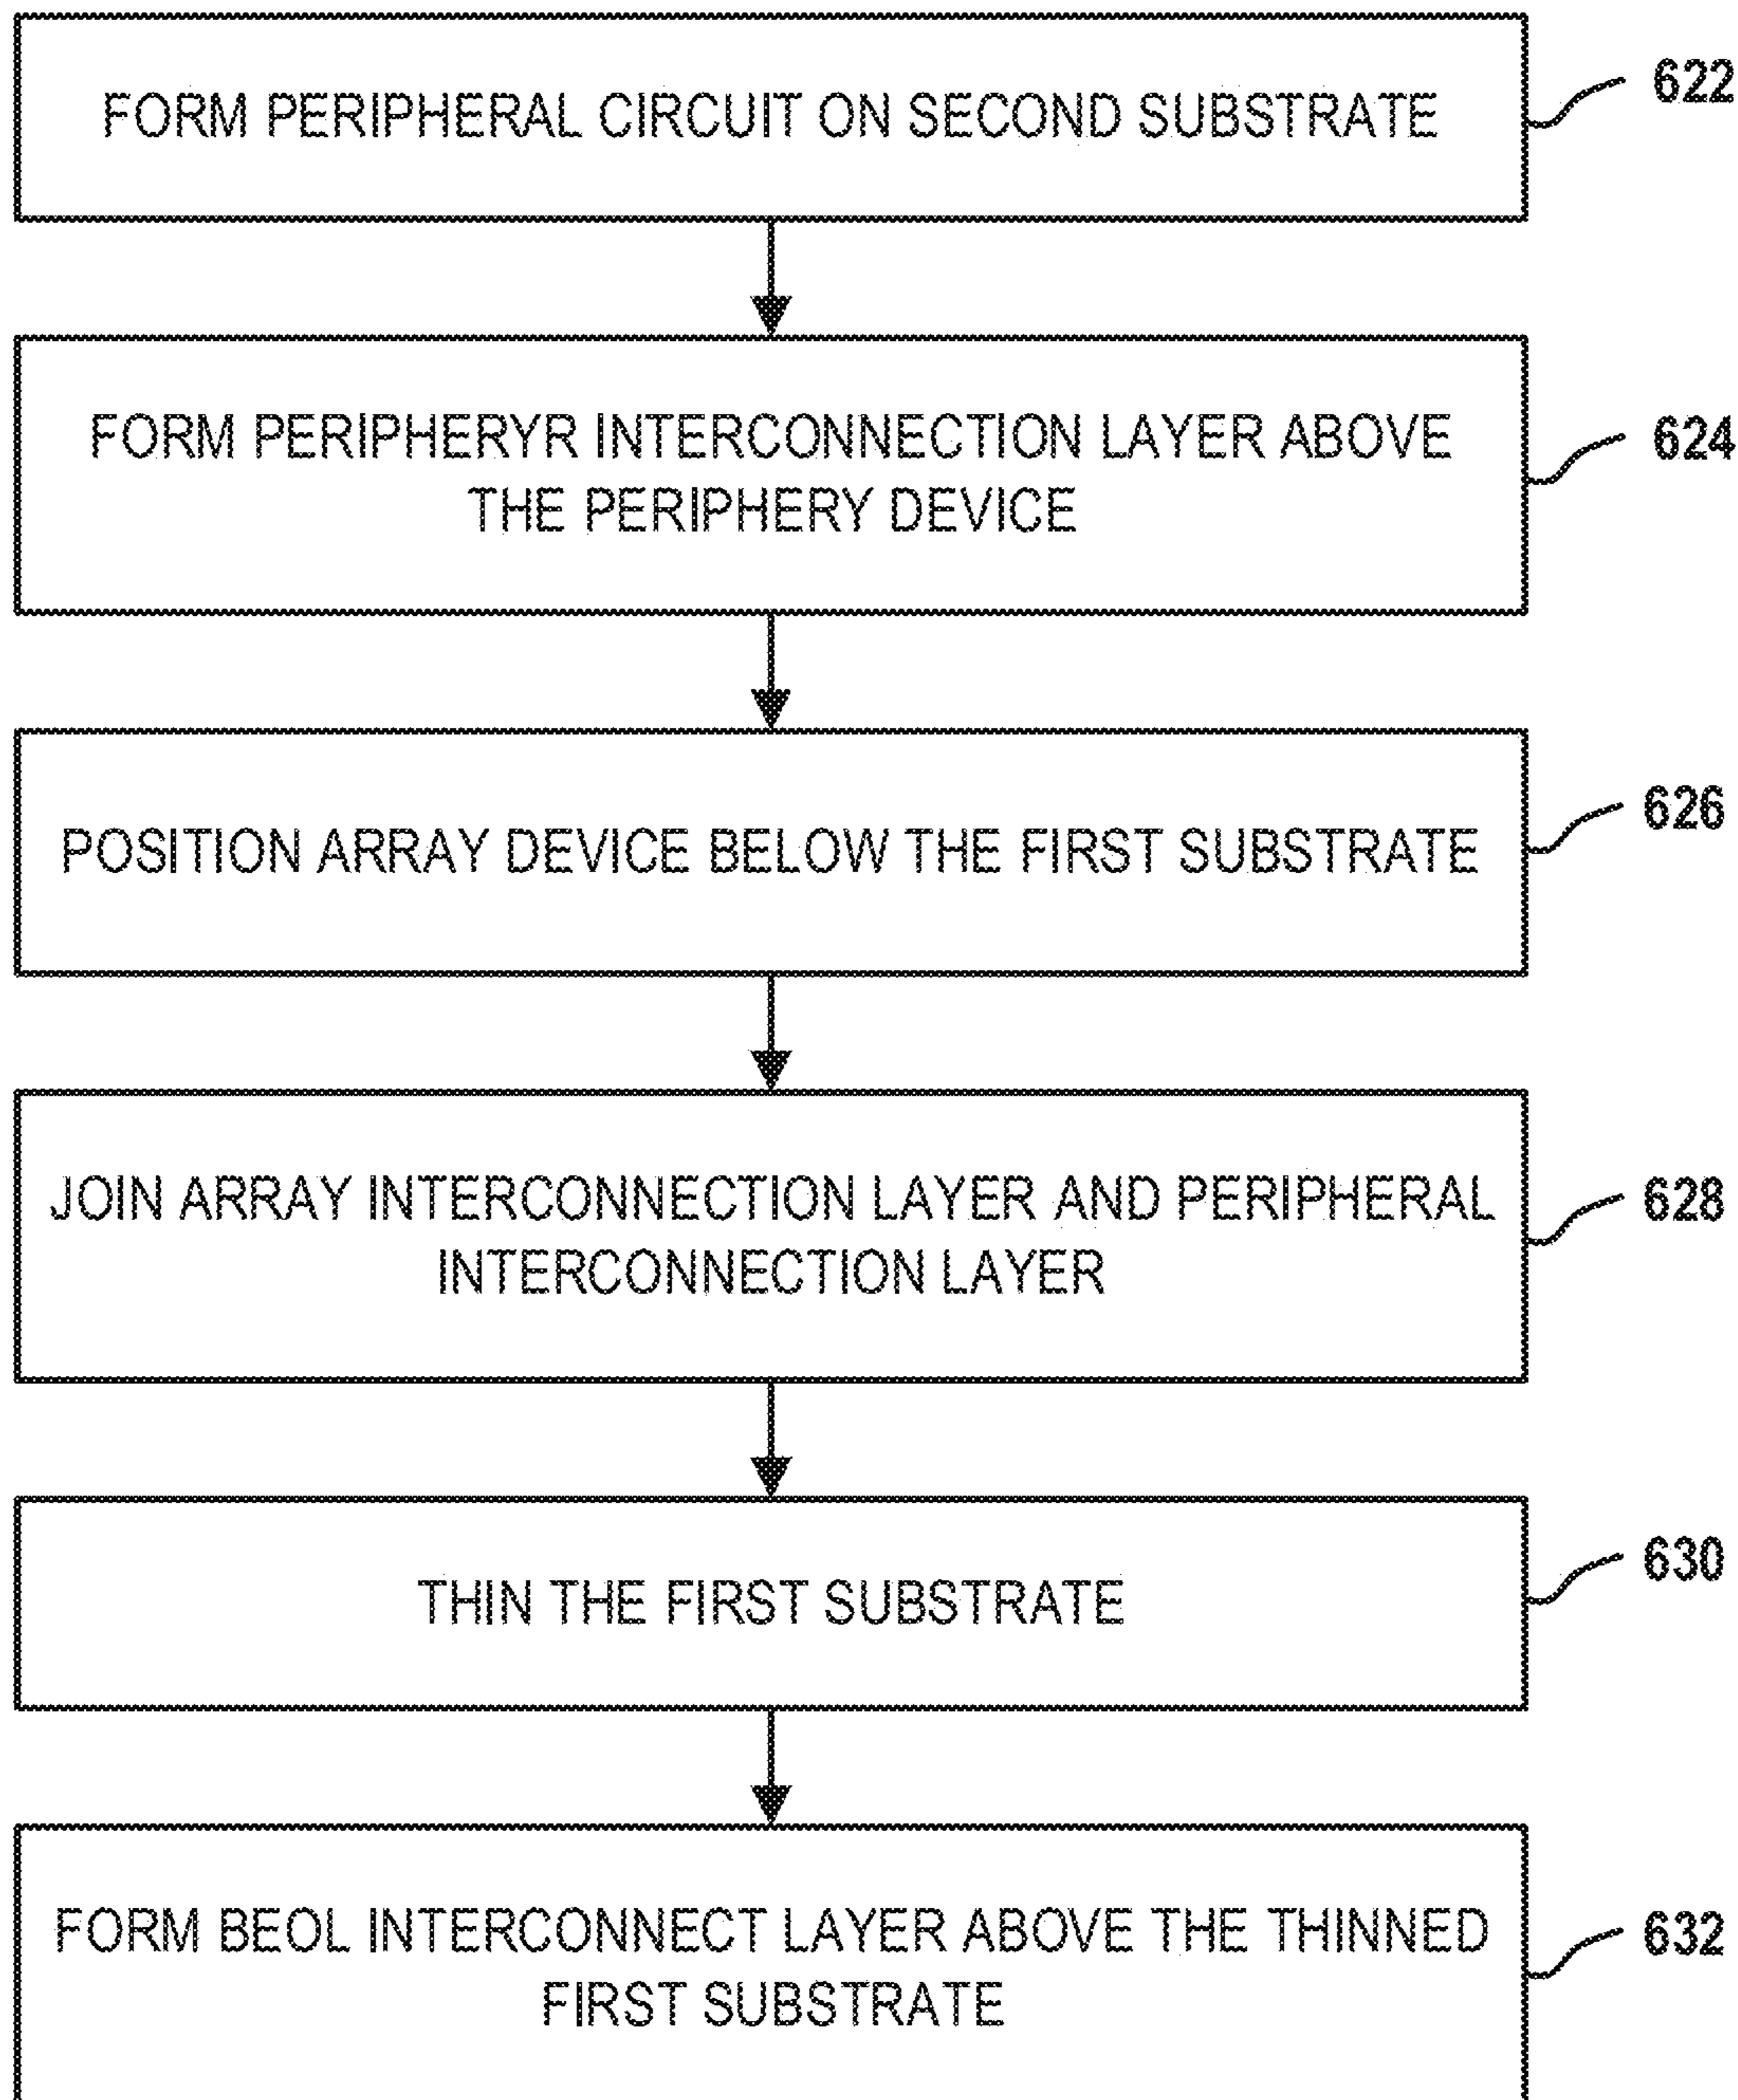 FORM PERIPHERAL CIRCUIT ON SECOND SUBSTRATE
622
FORM PERIPHERYR INTERCONNECTION LAYER ABOVE
THE PERIPHERY DEVICE
624
POSITION ARRAY DEVICE BELOW THE FIRST SUBSTRATE
626
JOIN ARRAY INTERCONNECTION LAYER AND PERIPHERAL
INTERCONNECTION LAYER
628
THIN THE FIRST SUBSTRATE
630
FORM BEOL INTERCONNECT LAYER ABOVE THE THINNED
FIRST SUBSTRATE
632